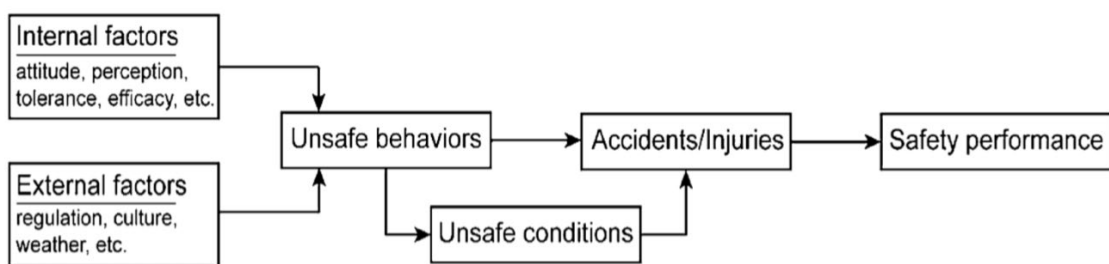 Internal factors
attitude, perception,
tolerance, efficacy, etc.
Unsafe behaviors
Accidents/Injuries
Safety performance
External factors
regulation, culture,
weather, etc.
Unsafe conditions